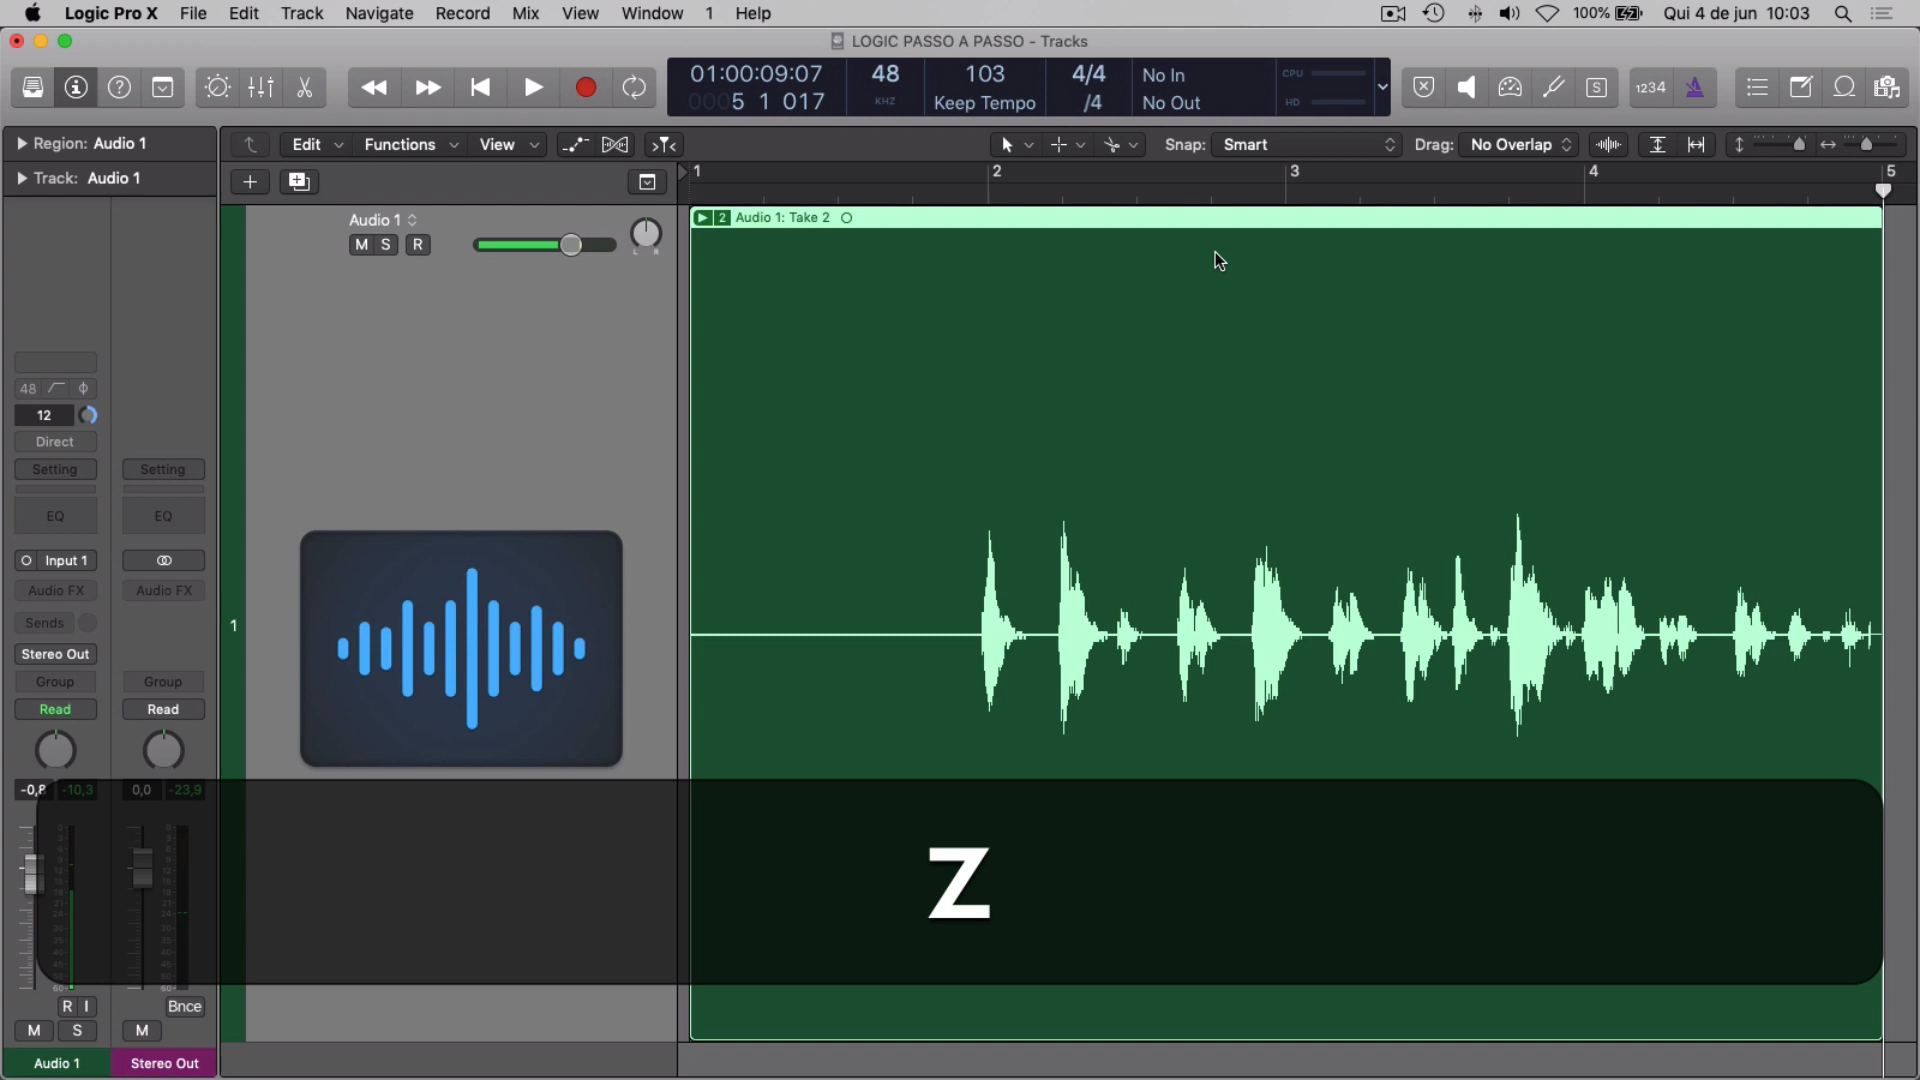 Logic Pro X File Edit Track Navigate Record Mix View Window 1 Help 100% Qui 4 de jun 10:03
LOGIC PASSO A PASSO - Tracks
01:00:09:07 48 103 4/4 No In CPU
0005 1 017 KHZ Keep Tempo /4 No Out HD
S 1234
Region: Audio 1 Edit Functions View Snap: Smart Drag: No Overlap
Track: Audio 1
1 2 3 4 5
Audio 1
M S R
L R
2 Audio 1: Take 2
48
12
Direct
Setting Setting
EQ EQ
Input 1
Audio FX Audio FX
Sends
Stereo Out
Group Group
Read Read
1
-0,8 -10,3 0,0 -23,9
Z
R I Bnce
M S M
Audio 1 Stereo Out